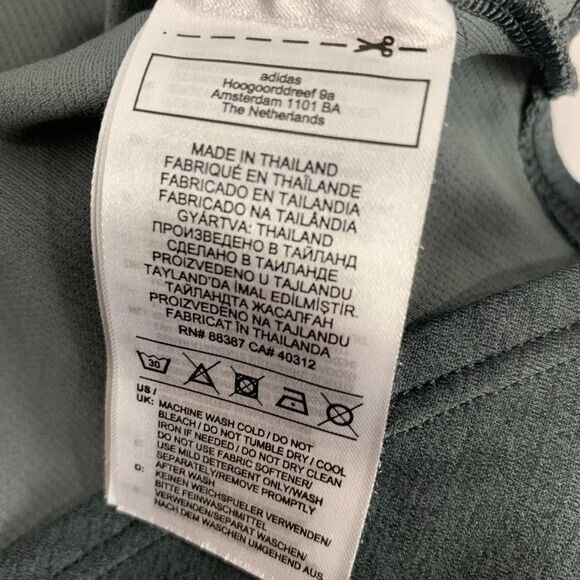 adidas
Hoogoorddreef 9a
Amsterdam 1101 BA
The Netherlands
MADE IN THAILAND
FABRIQUÉ EN THAÏLANDE
FABRICADO EN TAILANDIA
FABRICADO NA TAILÂNDIA
GYÁRTVA: THAILAND
ПРОИЗВЕДЕНО В ТАЙЛАНД
СДЕЛАНО В ТАИЛАНДЕ
PROIZVEDENO U TAJLANDU
TAYLAND'DA İMAL EDİLMİŞTİR.
ТАЙЛАНДТА ЖАСАЛҒАН
PROIZVEDENO NA TAJLANDU
FABRICAT ÎN THAILANDA
RN# 88387 CA# 40312
30
US /
UK: MACHINE WASH COLD / DO NOT
BLEACH / DO NOT TUMBLE DRY / COOL
IRON IF NEEDED / DO NOT DRY CLEAN
DO NOT USE FABRIC SOFTENER/
USE MILD DETERGENT ONLY/WASH
SEPARATELY/REMOVE PROMPTLY
AFTER WASH
D: KEINEN WEICHSPUELER VERWENDEN/
BITTE FEINWASCHMITTEL
VERWENDEN/SEPARAT WASCHEN/
NACH DEM WASCHEN UMGEHEND AUS